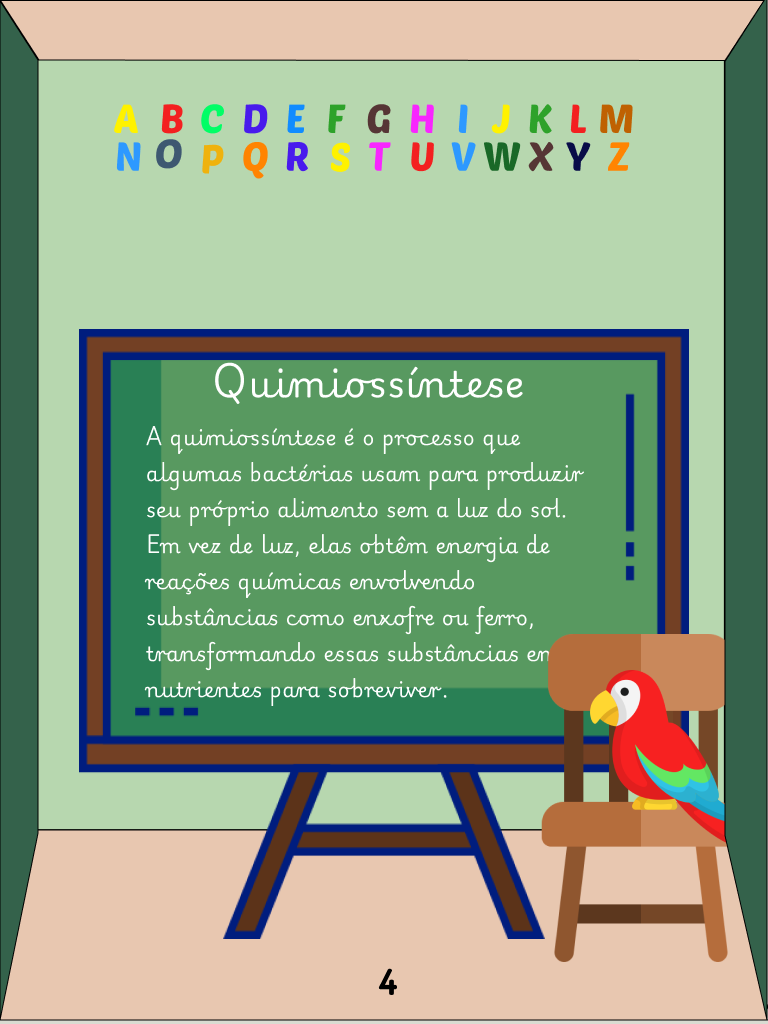 A B C D E F G H I J K L M
N O P Q R S T U V W X Y Z
Quimiossíntese
A quimiossíntese é o processo que
algumas bactérias usam para produzir
seu próprio alimento sem a luz do sol.
Em vez de luz, elas obtêm energia de
reações químicas envolvendo
substâncias como enxofre ou ferro,
transformando essas substâncias em
nutrientes para sobreviver.
4